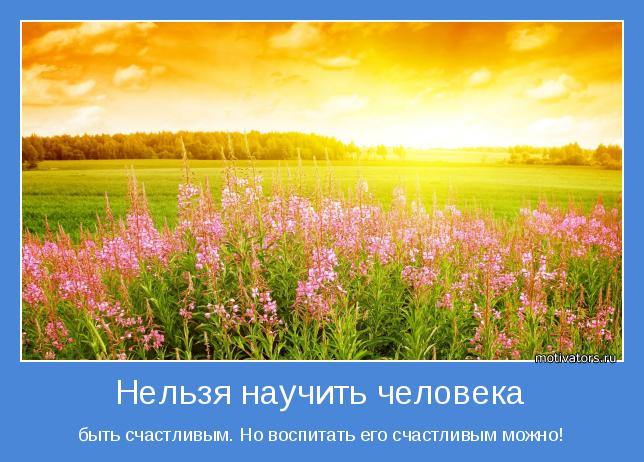 motivators.ru
Нельзя научить человека
быть счастливым. Но воспитать его счастливым можно!